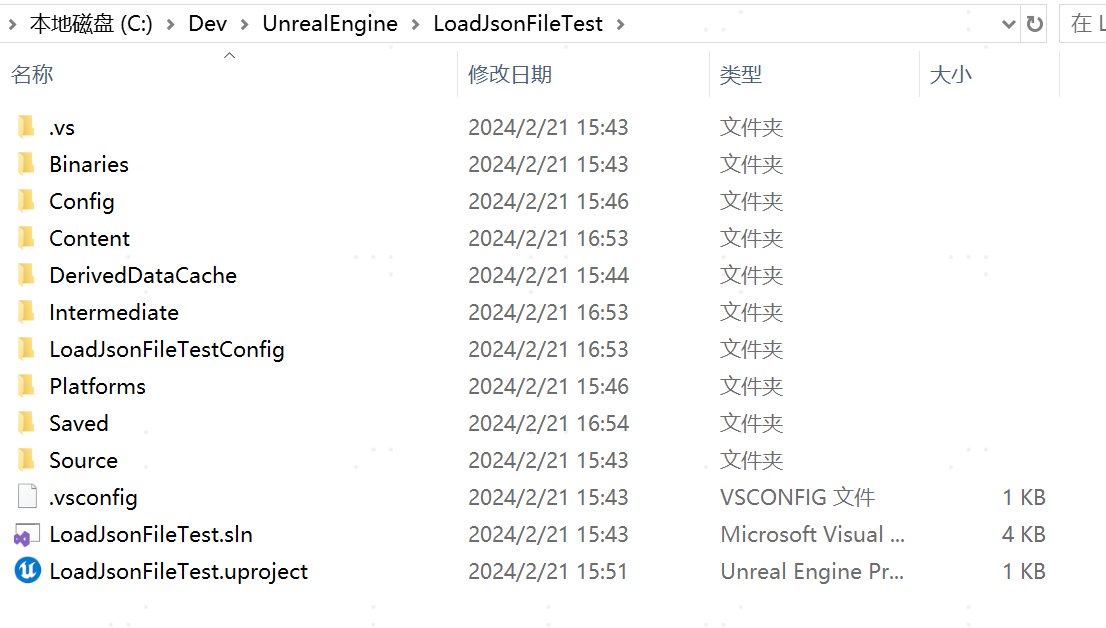 本地磁盘 (C:) > Dev > UnrealEngine > LoadJsonFileTest > 在 L
名称 修改日期 类型 大小
.vs 2024/2/21 15:43 文件夹
Binaries 2024/2/21 15:43 文件夹
Config 2024/2/21 15:46 文件夹
Content 2024/2/21 16:53 文件夹
DerivedDataCache 2024/2/21 15:44 文件夹
Intermediate 2024/2/21 16:53 文件夹
LoadJsonFileTestConfig 2024/2/21 16:53 文件夹
Platforms 2024/2/21 15:46 文件夹
Saved 2024/2/21 16:54 文件夹
Source 2024/2/21 15:43 文件夹
.vsconfig 2024/2/21 15:43 VSCONFIG 文件 1 KB
LoadJsonFileTest.sln 2024/2/21 15:43 Microsoft Visual ... 4 KB
LoadJsonFileTest.uproject 2024/2/21 15:51 Unreal Engine Pr... 1 KB